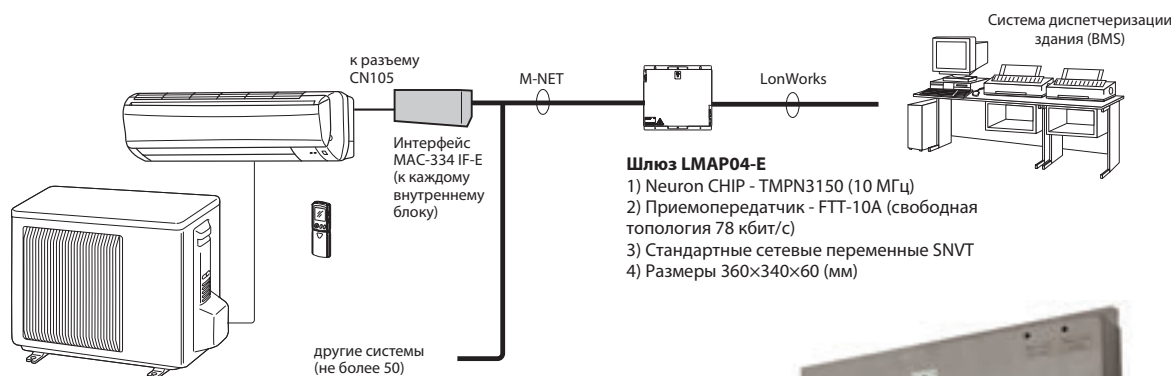 Система диспетчеризации
здания (BMS)
к разъему
CN105
M-NET
LonWorks
Интерфейс
MAC-334 IF-E
(к каждому
внутреннему
блоку)
Шлюз LMAP04-E
1) Neuron CHIP - TMPN3150 (10 МГц)
2) Приемопередатчик - FTT-10A (свободная
топология 78 кбит/с)
3) Стандартные сетевые переменные SNVT
4) Размеры 360×340×60 (мм)
другие системы
(не более 50)